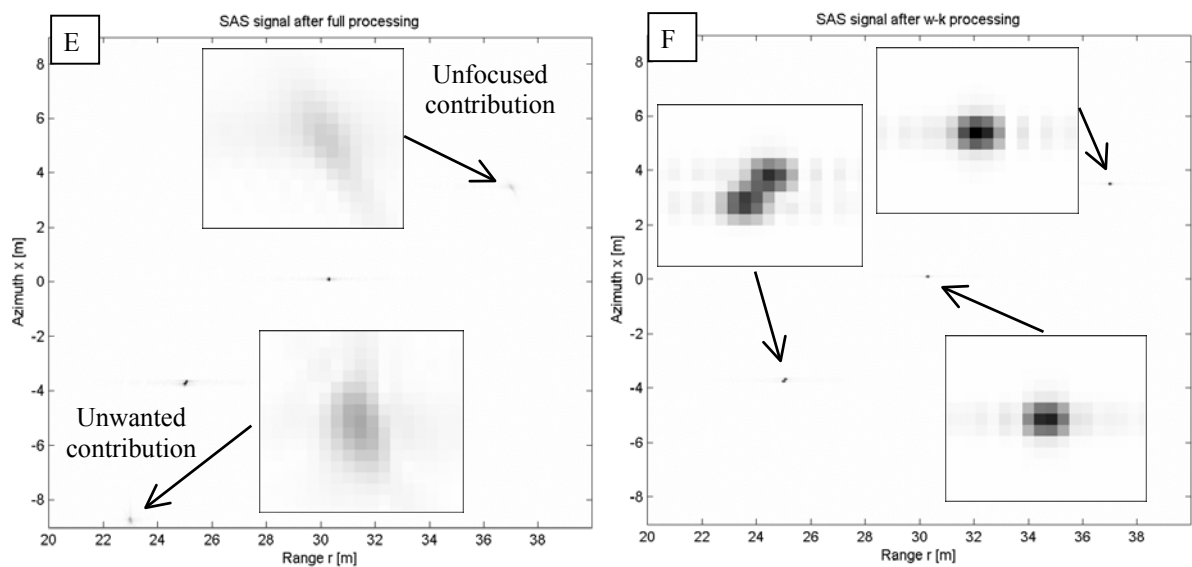 SAS signal after full processing
E
Unfocused
contribution
Unwanted
contribution
Azimuth x [m]
8
6
4
2
0
-2
-4
-6
-8
20 22 24 26 28 30 32 34 36 38
Range r [m]
SAS signal after w-k processing
F
Azimuth x [m]
8
6
4
2
0
-2
-4
-6
-8
20 22 24 26 28 30 32 34 36 38
Range r [m]